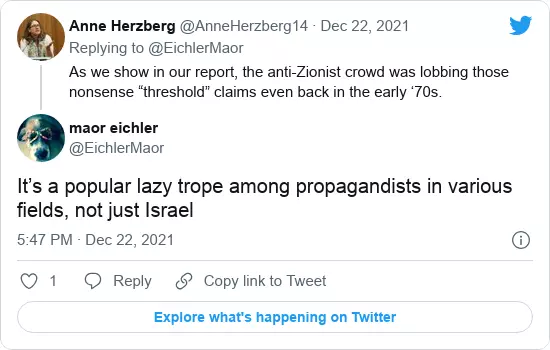 Anne Herzberg @AnneHerzberg14 · Dec 22, 2021
Replying to @EichlerMaor
As we show in our report, the anti-Zionist crowd was lobbing those
nonsense “threshold” claims even back in the early ‘70s.
maor eichler
@EichlerMaor
It’s a popular lazy trope among propagandists in various
fields, not just Israel
5:47 PM · Dec 22, 2021
1 Reply Copy link to Tweet
Explore what's happening on Twitter